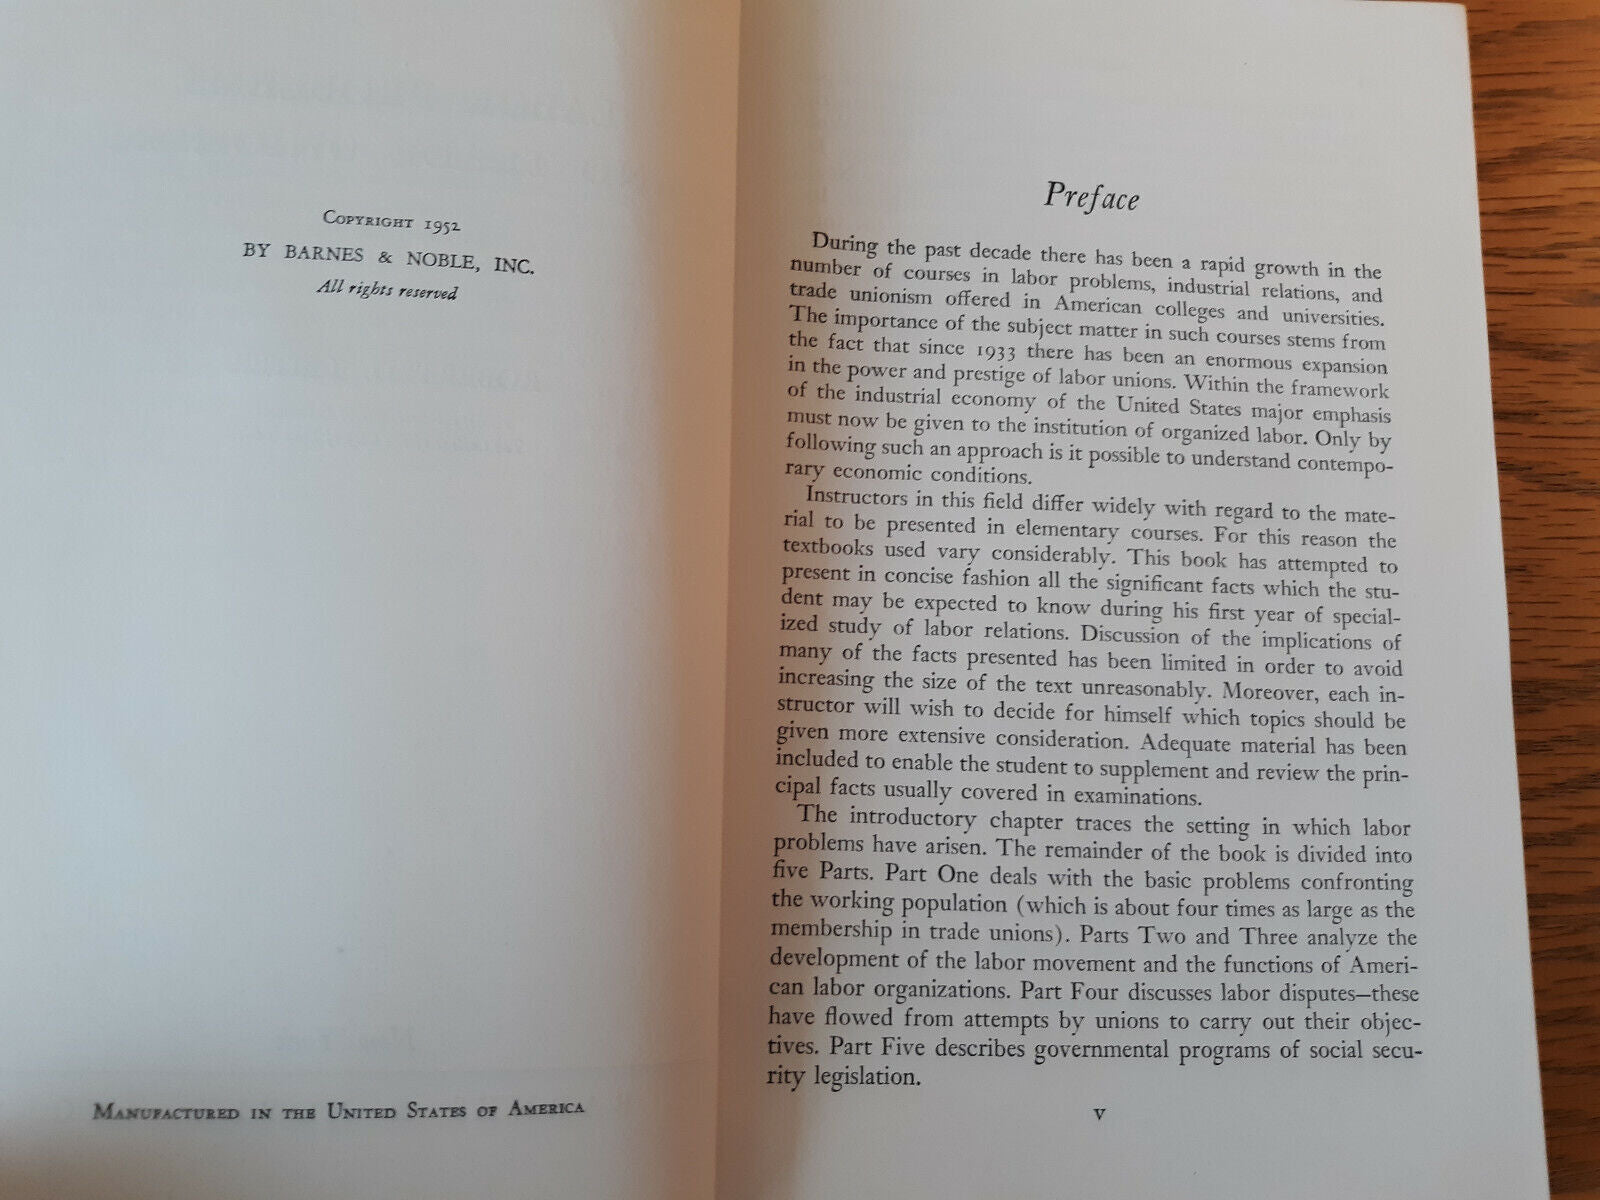 Copyright 1952
BY BARNES & NOBLE, INC.
All rights reserved
Manufactured in the United States of America
Preface
During the past decade there has been a rapid growth in the
number of courses in labor problems, industrial relations, and
trade unionism offered in American colleges and universities.
The importance of the subject matter in such courses stems from
the fact that since 1933 there has been an enormous expansion
in the power and prestige of labor unions. Within the framework
of the industrial economy of the United States major emphasis
must now be given to the institution of organized labor. Only by
following such an approach is it possible to understand contempo-
rary economic conditions.
Instructors in this field differ widely with regard to the mate-
rial to be presented in elementary courses. For this reason the
textbooks used vary considerably. This book has attempted to
present in concise fashion all the significant facts which the stu-
dent may be expected to know during his first year of special-
ized study of labor relations. Discussion of the implications of
many of the facts presented has been limited in order to avoid
increasing the size of the text unreasonably. Moreover, each in-
structor will wish to decide for himself which topics should be
given more extensive consideration. Adequate material has been
included to enable the student to supplement and review the prin-
cipal facts usually covered in examinations.
The introductory chapter traces the setting in which labor
problems have arisen. The remainder of the book is divided into
five Parts. Part One deals with the basic problems confronting
the working population (which is about four times as large as the
membership in trade unions). Parts Two and Three analyze the
development of the labor movement and the functions of Ameri-
can labor organizations. Part Four discusses labor disputes—these
have flowed from attempts by unions to carry out their objec-
tives. Part Five describes governmental programs of social secu-
rity legislation.
v